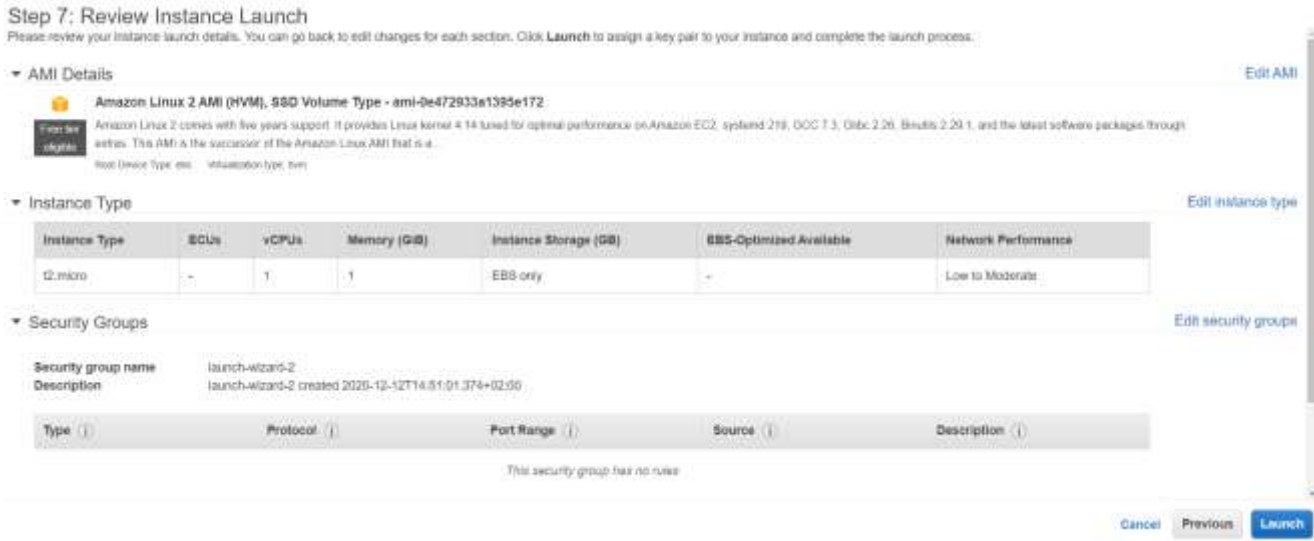 Step 7: Review Instance Launch
Please review your instance launch details. You can go back to edit changes for each section. Click Launch to assign a key pair to your instance and complete the launch process.
AMI Details
Edit AMI
Amazon Linux 2 AMI (HVM), SSD Volume Type - ami-0e472933a1395e172
Free tier
eligible
Amazon Linux 2 comes with five years support. It provides Linux kernel 4.14 tuned for optimal performance on Amazon EC2, systemd 219, GCC 7.3, Glibc 2.26, Binutils 2.29.1, and the latest software packages through
extras. This AMI is the successor of the Amazon Linux AMI that is a...
Root Device Type: ebs Virtualization type: hvm
Instance Type
Edit instance type
Instance Type ECUs vCPUs Memory (GiB) Instance Storage (GB) EBS-Optimized Available Network Performance
t2.micro - 1 1 EBS only - Low to Moderate
Security Groups
Edit security groups
Security group name launch-wizard-2
Description launch-wizard-2 created 2020-12-12T14:51:01.374+02:00
Type Protocol Port Range Source Description
This security group has no rules
Cancel Previous Launch